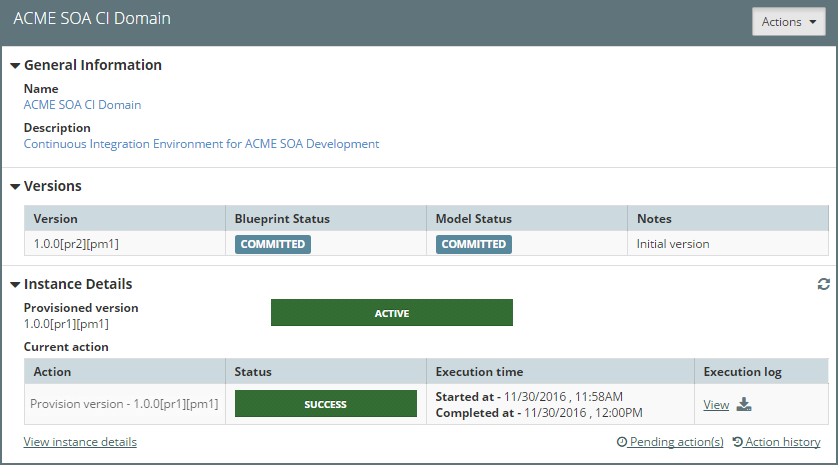 ACME SOA CI Domain
Actions
General Information
Name
ACME SOA CI Domain
Description
Continuous Integration Environment for ACME SOA Development
Versions
Version Blueprint Status Model Status Notes
1.0.0[pr2][pm1] COMMITTED COMMITTED Initial version
Instance Details
Provisioned version
1.0.0[pr1][pm1]
ACTIVE
Current action
Action Status Execution time Execution log
Provision version - 1.0.0[pr1][pm1] SUCCESS Started at - 11/30/2016 , 11:58AM
Completed at - 11/30/2016 , 12:00PM
View
View instance details Pending action(s) Action history